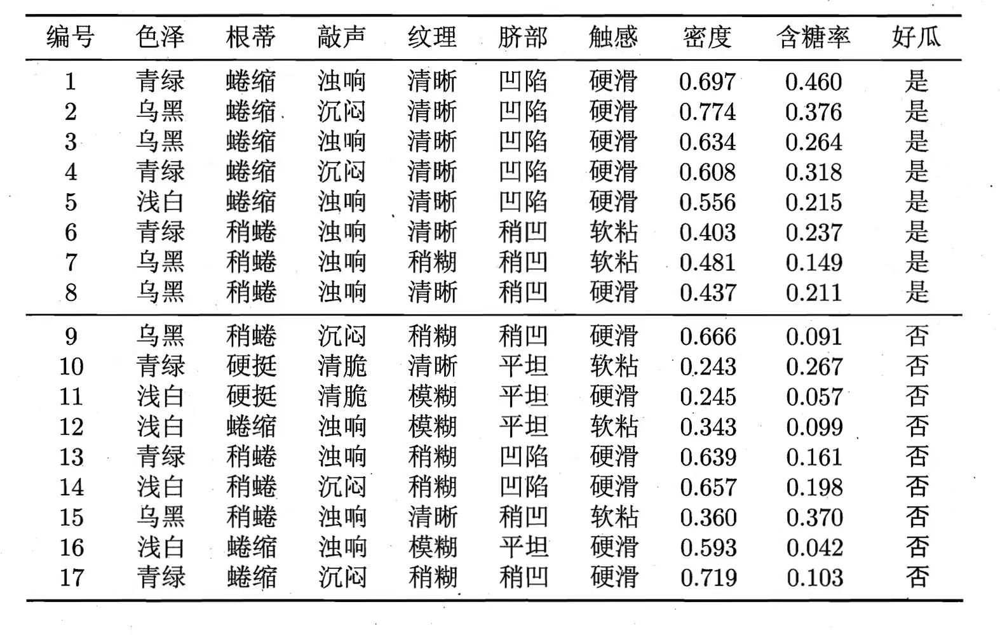 编号 色泽 根蒂 敲声 纹理 脐部 触感 密度 含糖率 好瓜
1 青绿 蜷缩 浊响 清晰 凹陷 硬滑 0.697 0.460 是
2 乌黑 蜷缩 沉闷 清晰 凹陷 硬滑 0.774 0.376 是
3 乌黑 蜷缩 浊响 清晰 凹陷 硬滑 0.634 0.264 是
4 青绿 蜷缩 沉闷 清晰 凹陷 硬滑 0.608 0.318 是
5 浅白 蜷缩 浊响 清晰 凹陷 硬滑 0.556 0.215 是
6 青绿 稍蜷 浊响 清晰 稍凹 软粘 0.403 0.237 是
7 乌黑 稍蜷 浊响 稍糊 稍凹 软粘 0.481 0.149 是
8 乌黑 稍蜷 浊响 清晰 稍凹 硬滑 0.437 0.211 是
9 乌黑 稍蜷 沉闷 稍糊 稍凹 硬滑 0.666 0.091 否
10 青绿 硬挺 清脆 清晰 平坦 软粘 0.243 0.267 否
11 浅白 硬挺 清脆 模糊 平坦 硬滑 0.245 0.057 否
12 浅白 蜷缩 浊响 模糊 平坦 软粘 0.343 0.099 否
13 青绿 稍蜷 浊响 稍糊 凹陷 硬滑 0.639 0.161 否
14 浅白 稍蜷 沉闷 稍糊 凹陷 硬滑 0.657 0.198 否
15 乌黑 稍蜷 浊响 清晰 稍凹 软粘 0.360 0.370 否
16 浅白 蜷缩 浊响 模糊 平坦 硬滑 0.593 0.042 否
17 青绿 蜷缩 沉闷 稍糊 稍凹 硬滑 0.719 0.103 否